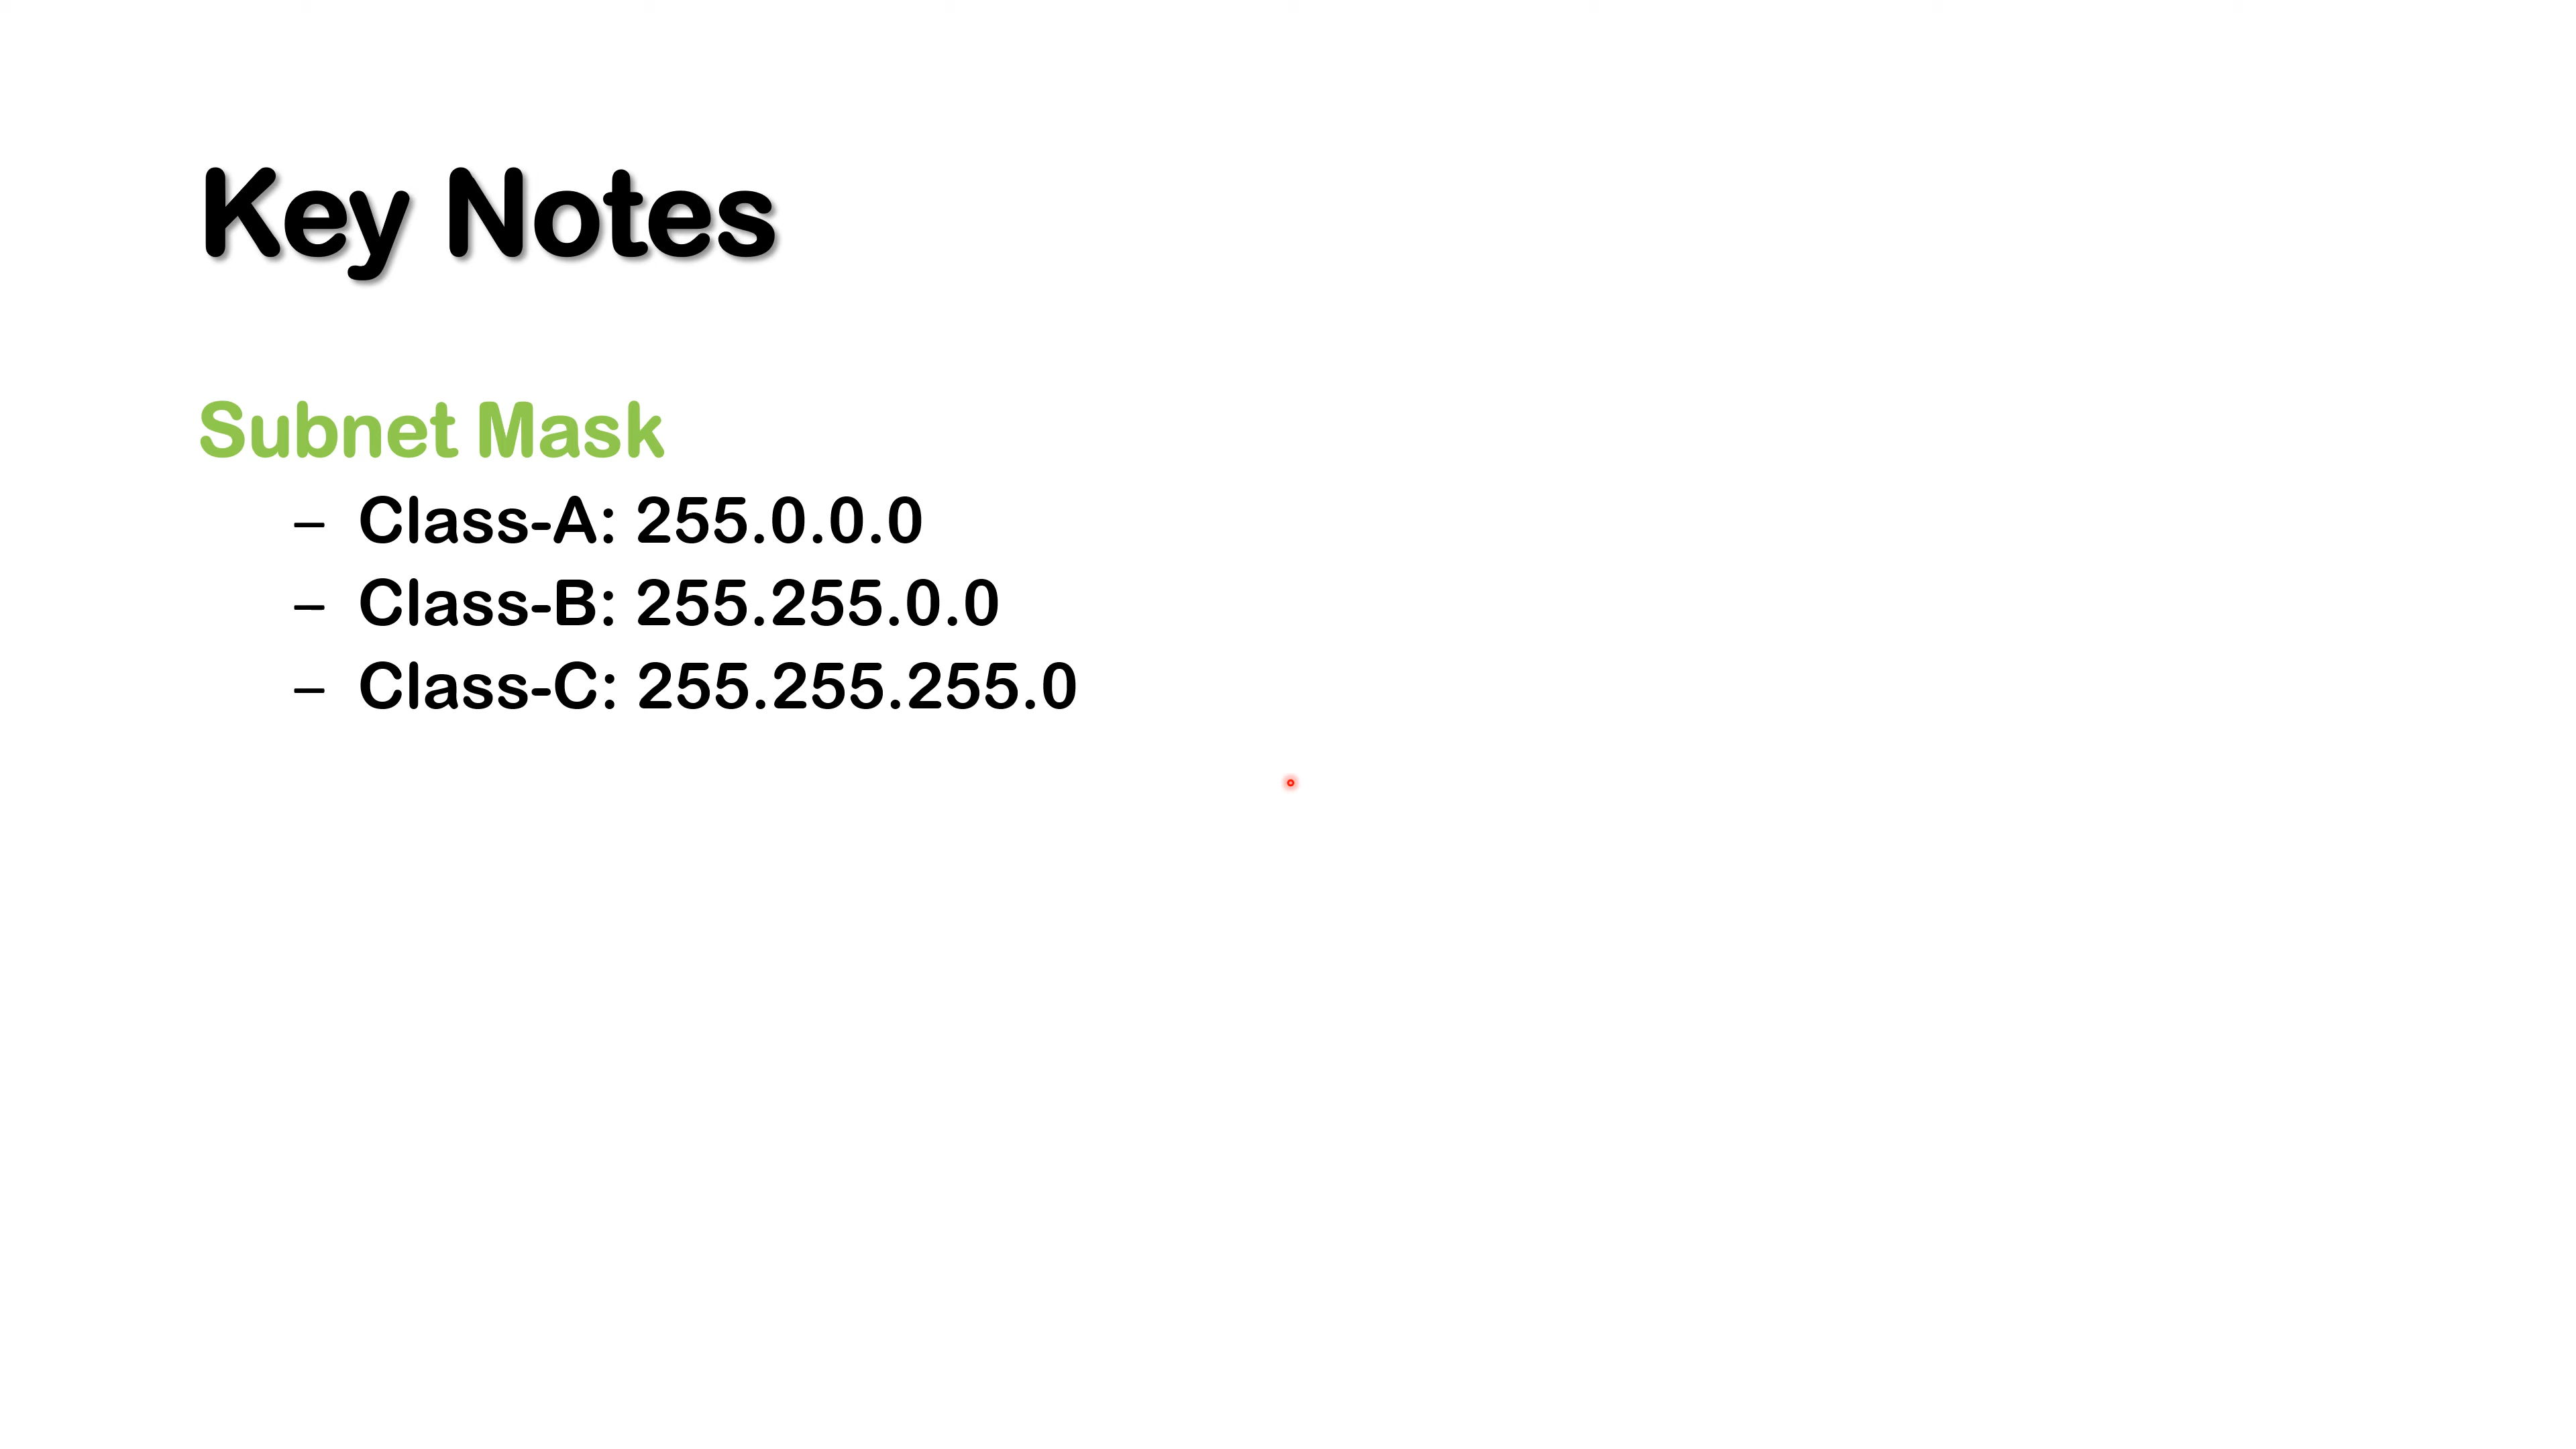 Key Notes
Subnet Mask
– Class-A: 255.0.0.0
– Class-B: 255.255.0.0
– Class-C: 255.255.255.0